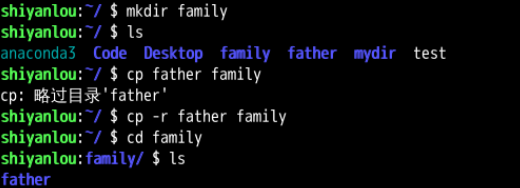 shiyanlou:~/ $ mkdir family
shiyanlou:~/ $ ls
anaconda3 Code Desktop family father mydir test
shiyanlou:~/ $ cp father family
cp: 略过目录'father'
shiyanlou:~/ $ cp -r father family
shiyanlou:~/ $ cd family
shiyanlou:family/ $ ls
father